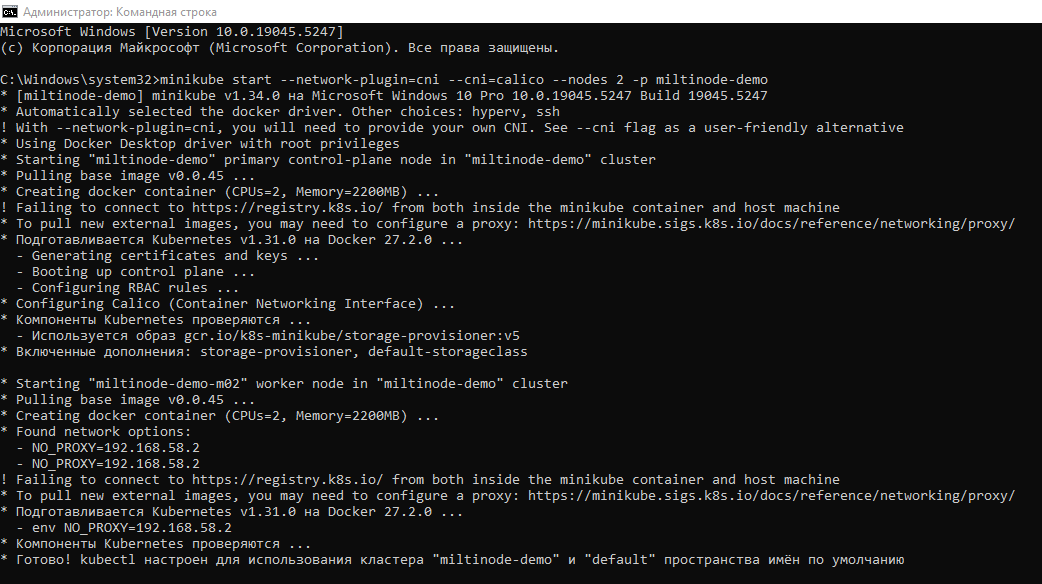 Администратор: Командная строка
Microsoft Windows [Version 10.0.19045.5247]
(c) Корпорация Майкрософт (Microsoft Corporation). Все права защищены.
C:\Windows\system32>minikube start --network-plugin=cni --cni=calico --nodes 2 -p miltinode-demo
* [miltinode-demo] minikube v1.34.0 на Microsoft Windows 10 Pro 10.0.19045.5247 Build 19045.5247
* Automatically selected the docker driver. Other choices: hyperv, ssh
! With --network-plugin=cni, you will need to provide your own CNI. See --cni flag as a user-friendly alternative
* Using Docker Desktop driver with root privileges
* Starting "miltinode-demo" primary control-plane node in "miltinode-demo" cluster
* Pulling base image v0.0.45 ...
* Creating docker container (CPUs=2, Memory=2200MB) ...
! Failing to connect to https://registry.k8s.io/ from both inside the minikube container and host machine
* To pull new external images, you may need to configure a proxy: https://minikube.sigs.k8s.io/docs/reference/networking/proxy/
* Подготавливается Kubernetes v1.31.0 на Docker 27.2.0 ...
  - Generating certificates and keys ...
  - Booting up control plane ...
  - Configuring RBAC rules ...
* Configuring Calico (Container Networking Interface) ...
* Компоненты Kubernetes проверяются ...
  - Используется образ gcr.io/k8s-minikube/storage-provisioner:v5
* Включенные дополнения: storage-provisioner, default-storageclass
* Starting "miltinode-demo-m02" worker node in "miltinode-demo" cluster
* Pulling base image v0.0.45 ...
* Creating docker container (CPUs=2, Memory=2200MB) ...
* Found network options:
  - NO_PROXY=192.168.58.2
  - NO_PROXY=192.168.58.2
! Failing to connect to https://registry.k8s.io/ from both inside the minikube container and host machine
* To pull new external images, you may need to configure a proxy: https://minikube.sigs.k8s.io/docs/reference/networking/proxy/
* Подготавливается Kubernetes v1.31.0 на Docker 27.2.0 ...
  - env NO_PROXY=192.168.58.2
* Компоненты Kubernetes проверяются ...
* Готово! kubectl настроен для использования кластера "miltinode-demo" и "default" пространства имён по умолчанию